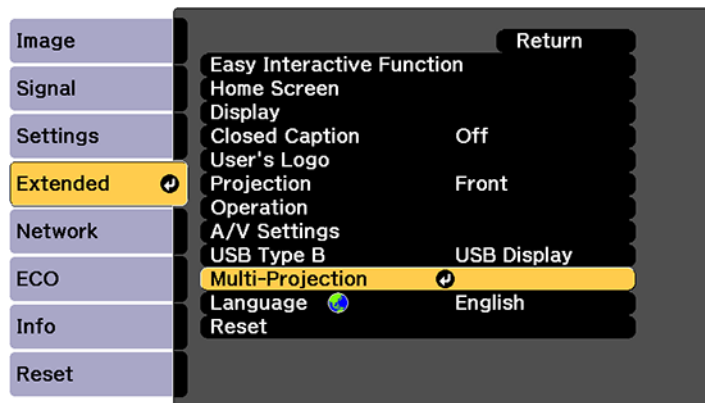 Image
Signal
Settings
Extended
Network
ECO
Info
Reset
Return
Easy Interactive Function
Home Screen
Display
Closed Caption Off
User's Logo
Projection Front
Operation
A/V Settings
USB Type B USB Display
Multi-Projection
Language English
Reset